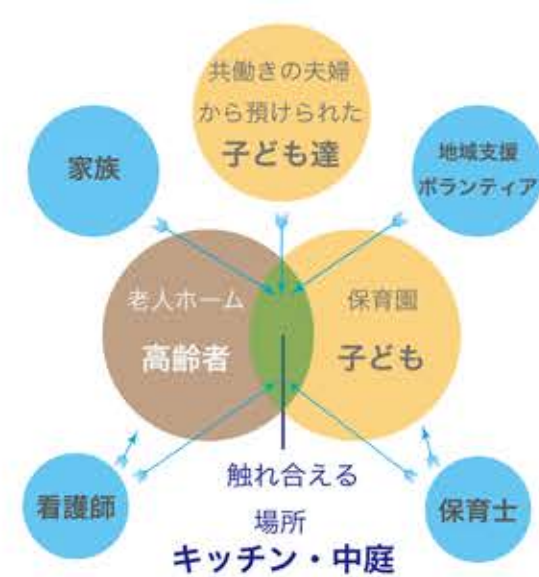 共働きの夫婦
から預けられた
子ども達
家族
地域支援
ボランティア
老人ホーム
高齢者
保育園
子ども
看護師
触れ合える
場所
キッチン・中庭
保育士